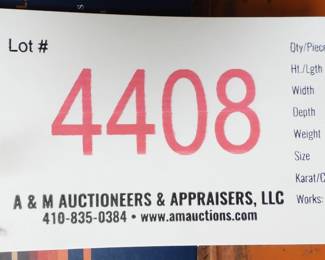 Lot #
4408
A & M AUCTIONEERS & APPRAISERS, LLC
410-835-0384 • www.amauctions.com
Qty/Piece
Ht./Lgth
Width
Depth
Weight
Size
Karat/C
Works: